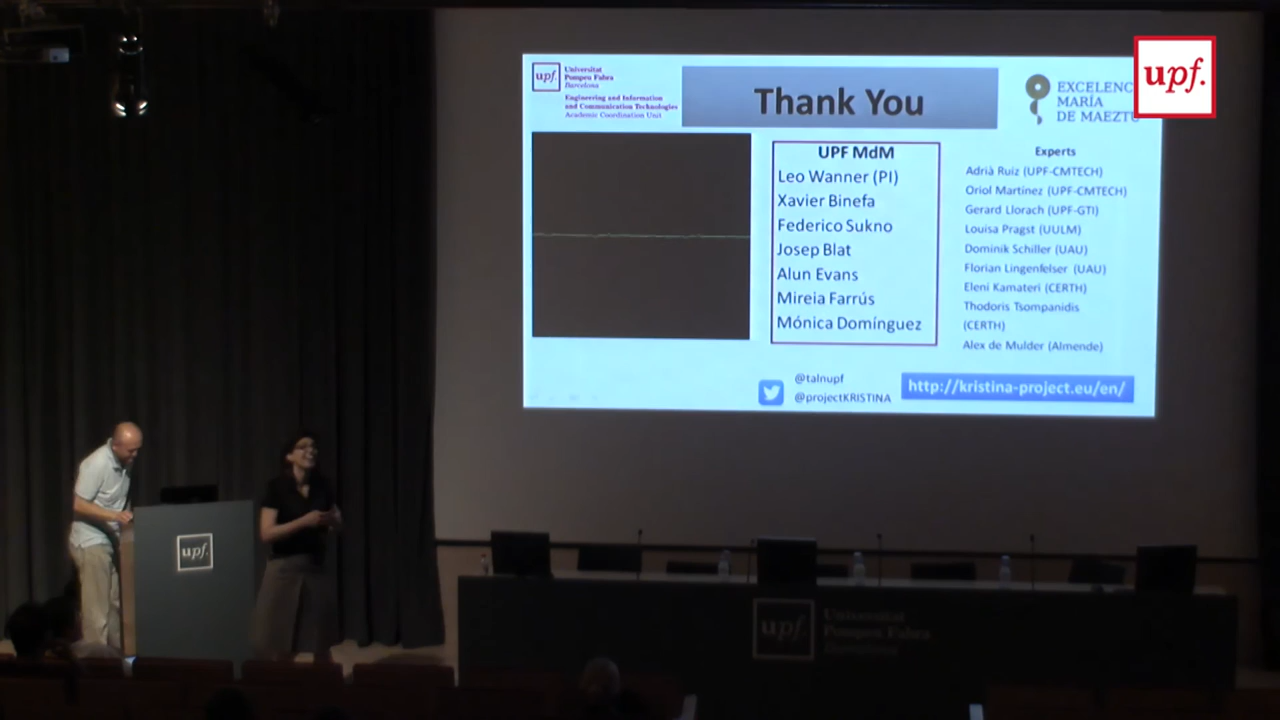 upf.
Universitat
Pompeu Fabra
Barcelona
Engineering and Information
and Communication Technologies
Academic Coordination Unit
Thank You
EXCELENC
MARÍA
DE MAEZTU
upf.
UPF MdM
Leo Wanner (PI)
Xavier Binefa
Federico Sukno
Josep Blat
Alun Evans
Mireia Farrús
Mónica Domínguez
Experts
Adrià Ruiz (UPF-CMTECH)
Oriol Martinez (UPF-CMTECH)
Gerard Llorach (UPF-GTI)
Louisa Pragst (UULM)
Dominik Schiller (UAU)
Florian Lingenfelser (UAU)
Eleni Kamateri (CERTH)
Thodoris Tsompanidis
(CERTH)
Alex de Mulder (Almende)
@talnupf
@projectKRISTINA
http://kristina-project.eu/en/
upf.
upf.
Universitat
Pompeu Fabra
Barcelona